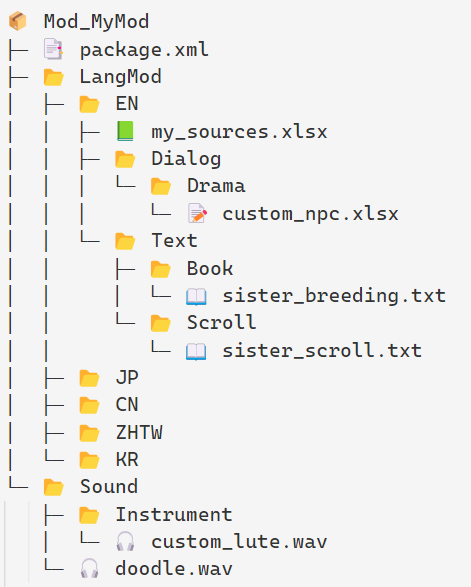 Mod_MyMod
package.xml
LangMod
EN
my_sources.xlsx
Dialog
Drama
custom_npc.xlsx
Text
Book
sister_breeding.txt
Scroll
sister_scroll.txt
JP
CN
ZHTW
KR
Sound
Instrument
custom_lute.wav
doodle.wav